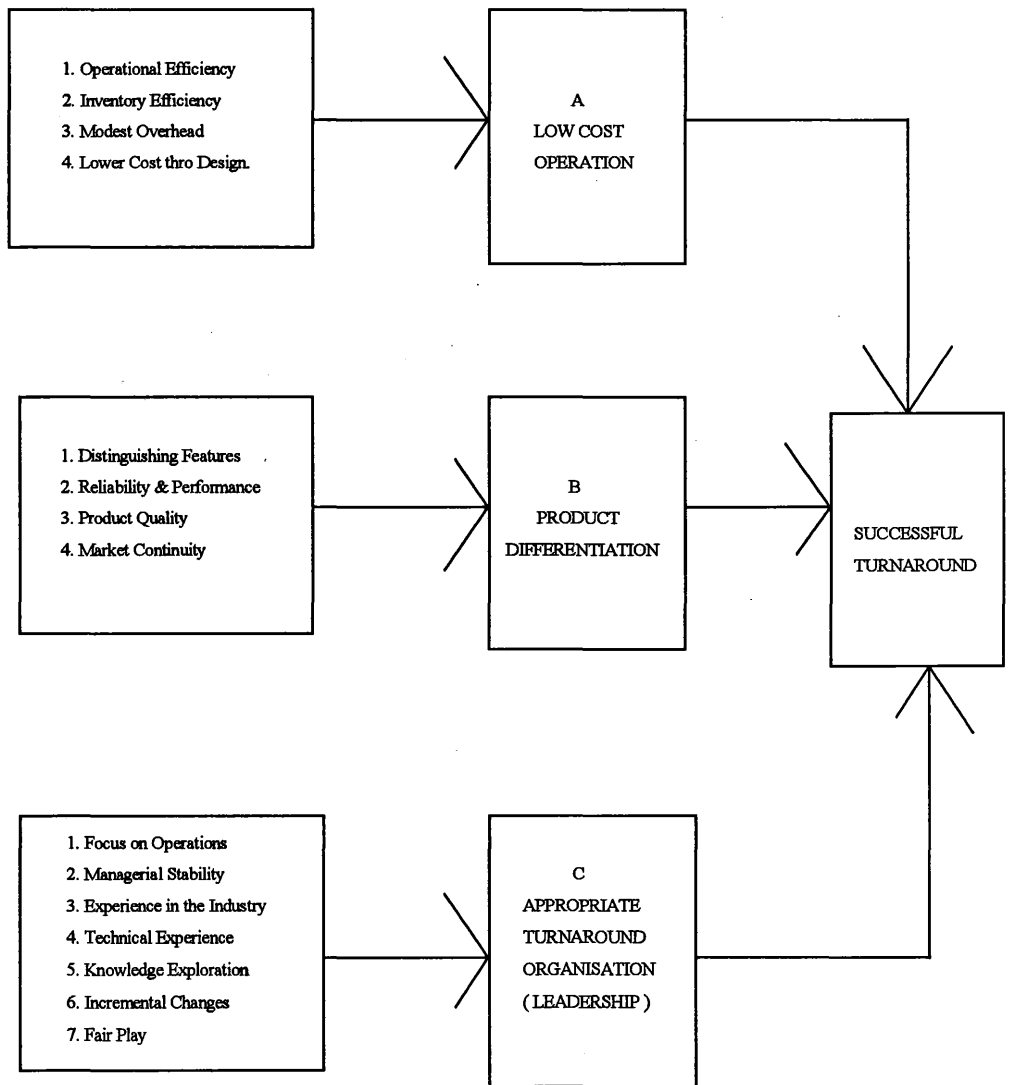 1. Operational Efficiency
2. Inventory Efficiency
3. Modest Overhead
4. Lower Cost thro Design.
A
LOW COST
OPERATION
1. Distinguishing Features
2. Reliability & Performance
3. Product Quality
4. Market Continuity
B
PRODUCT
DIFFERENTIATION
SUCCESSFUL
TURNAROUND
1. Focus on Operations
2. Managerial Stability
3. Experience in the Industry
4. Technical Experience
5. Knowledge Exploration
6. Incremental Changes
7. Fair Play
C
APPROPRIATE
TURNAROUND
ORGANISATION
( LEADERSHIP )